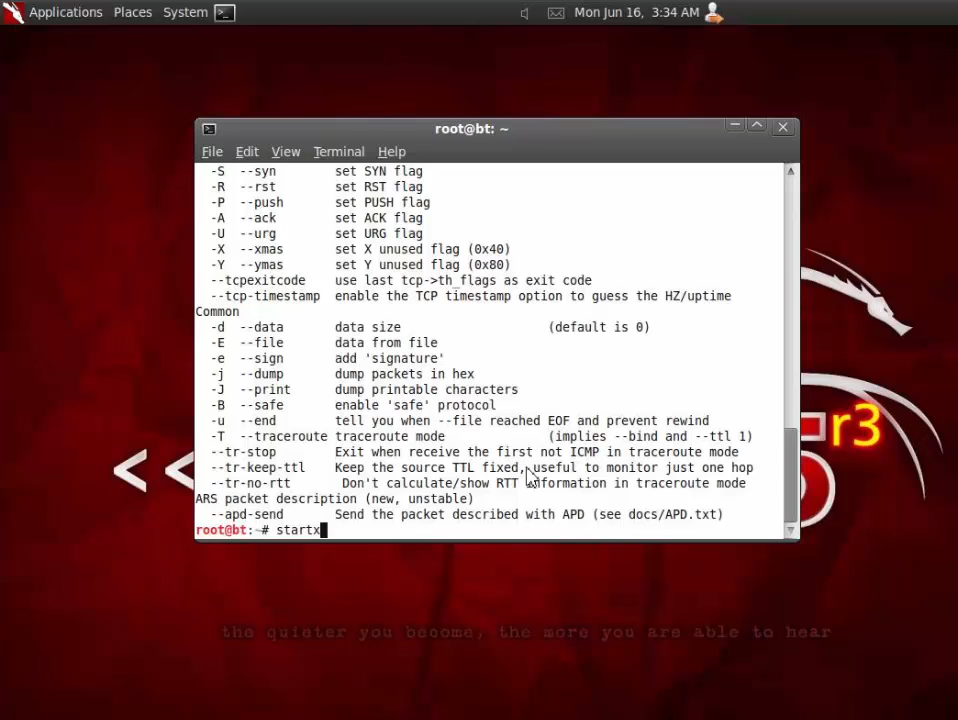 Applications Places System Mon Jun 16, 3:34 AM
root@bt: ~
File Edit View Terminal Help
-S --syn set SYN flag
-R --rst set RST flag
-P --push set PUSH flag
-A --ack set ACK flag
-U --urg set URG flag
-X --xmas set X unused flag (0x40)
-Y --ymas set Y unused flag (0x80)
--tcpexitcode use last tcp->th_flags as exit code
--tcp-timestamp enable the TCP timestamp option to guess the HZ/uptime
Common
-d --data data size (default is 0)
-E --file data from file
-e --sign add 'signature'
-j --dump dump packets in hex
-J --print dump printable characters
-B --safe enable 'safe' protocol
-u --end tell you when --file reached EOF and prevent rewind
-T --traceroute traceroute mode (implies --bind and --ttl 1)
--tr-stop Exit when receive the first not ICMP in traceroute mode
--tr-keep-ttl Keep the source TTL fixed, useful to monitor just one hop
--tr-no-rtt Don't calculate/show RTT information in traceroute mode
ARS packet description (new, unstable)
--apd-send Send the packet described with APD (see docs/APD.txt)
root@bt:~# startx
r3
<<
the quieter you become, the more you are able to hear